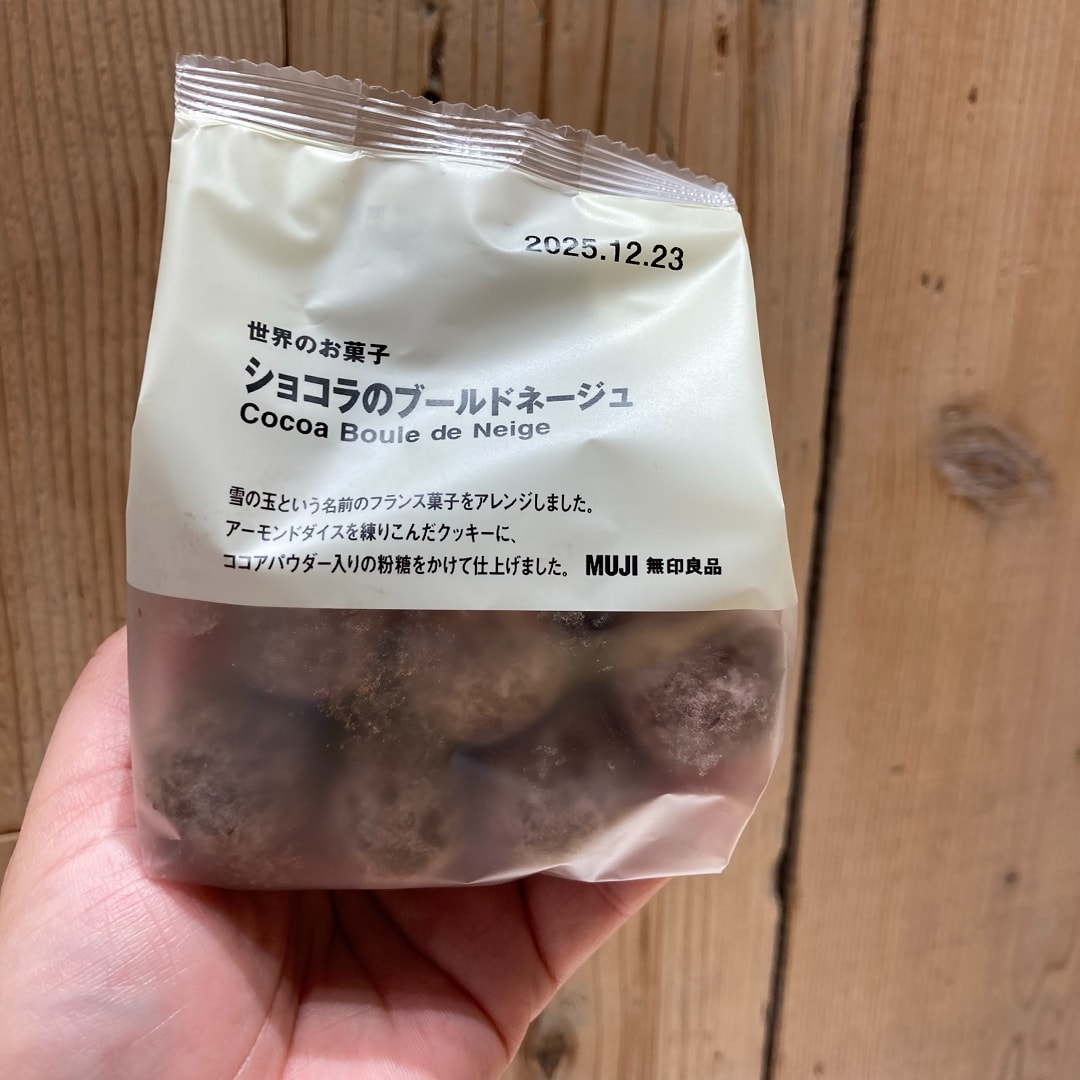 2025.12.23
世界のお菓子
ショコラのブールドネージュ
Cocoa Boule de Neige
雪の玉という名前のフランス菓子をアレンジしました。
アーモンドダイスを練りこんだクッキーに、
ココアパウダー入りの粉糖をかけて仕上げました。 MUJI 無印良品